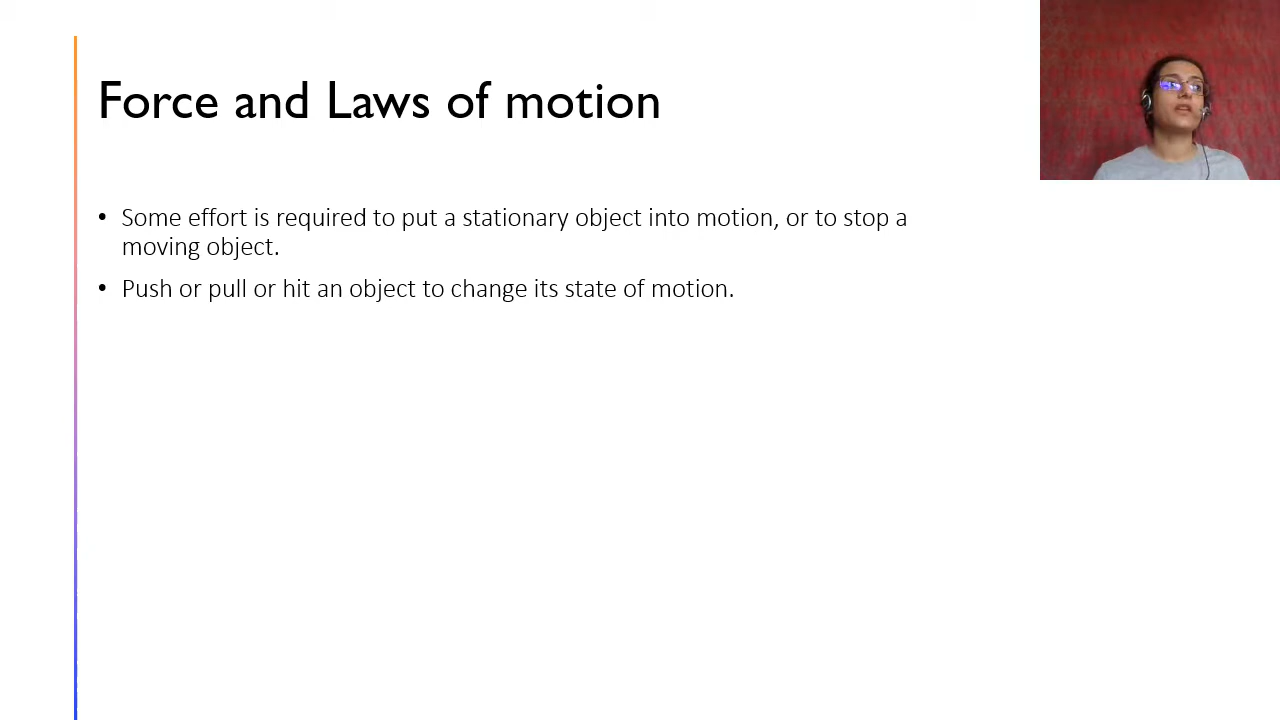 Force and Laws of motion
• Some effort is required to put a stationary object into motion, or to stop a
moving object.
• Push or pull or hit an object to change its state of motion.